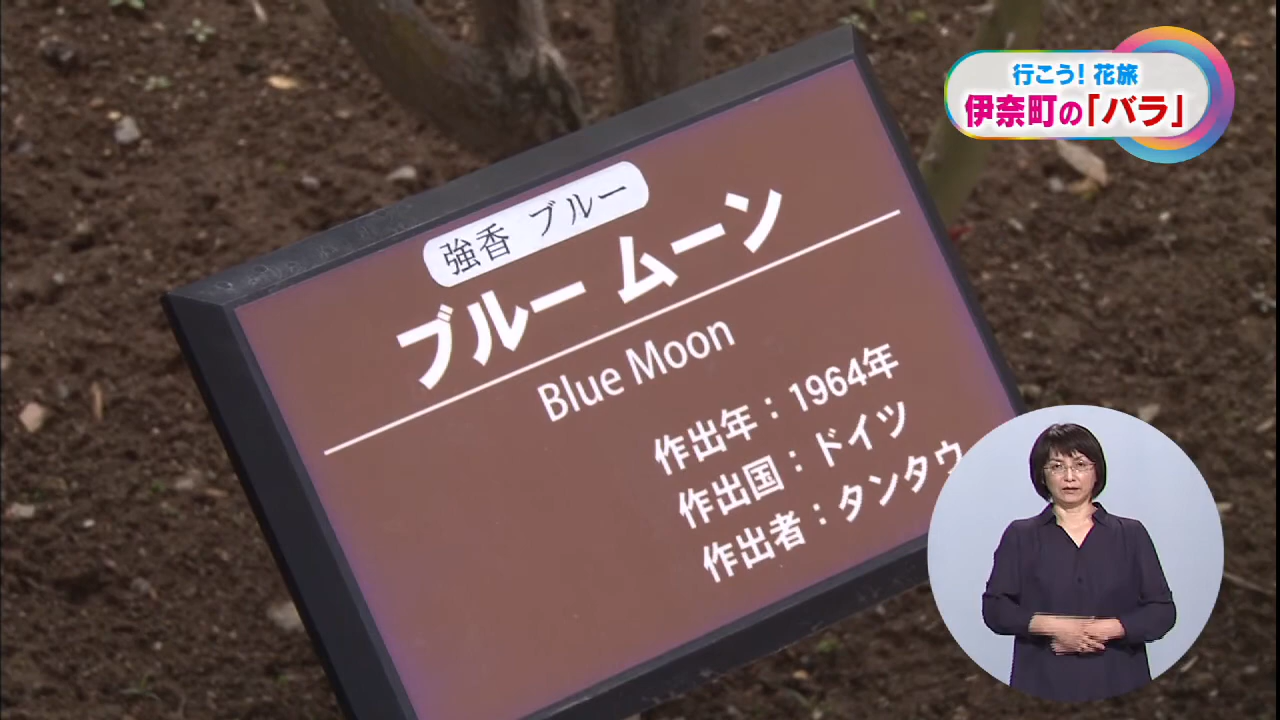 行こう!花旅
伊奈町の「バラ」
強香 ブルー
ブルー ムーン
Blue Moon
作出年:1964年
作出国:ドイツ
作出者:タンタウ